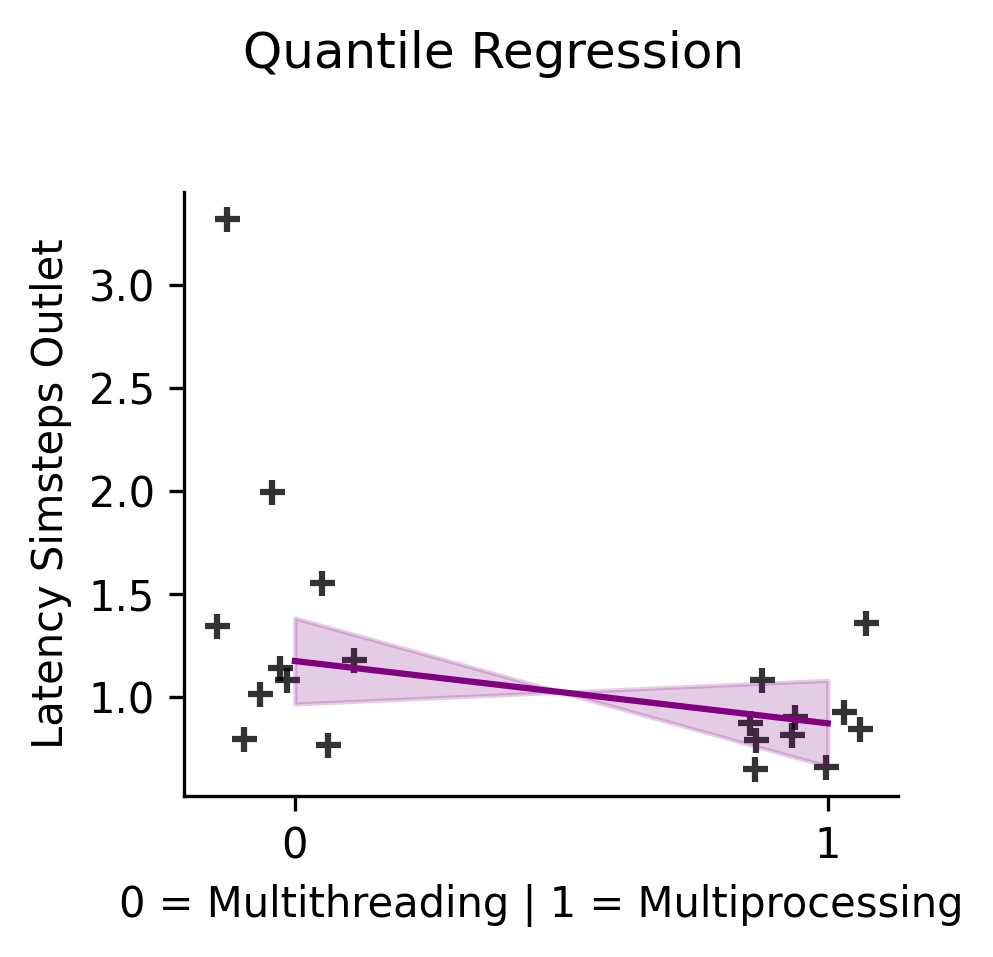 Quantile Regression
Latency Simsteps Outlet
3.0
2.5
2.0
1.5
1.0
0 1
0 = Multithreading | 1 = Multiprocessing